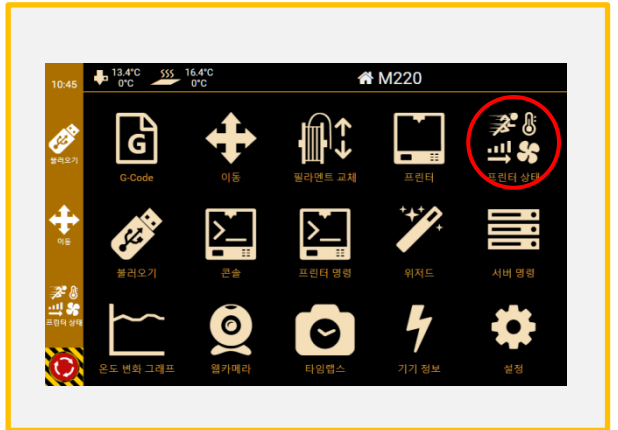 10:45
13.4°C
0°C
16.4°C
0°C
M220
불러오기
이동
프린터 상태
G
G-Code
이동
필라멘트 교체
프린터
프린터 상태
불러오기
콘솔
프린터 명령
위저드
서버 명령
온도 변화 그래프
웹카메라
타임랩스
기기 정보
설정